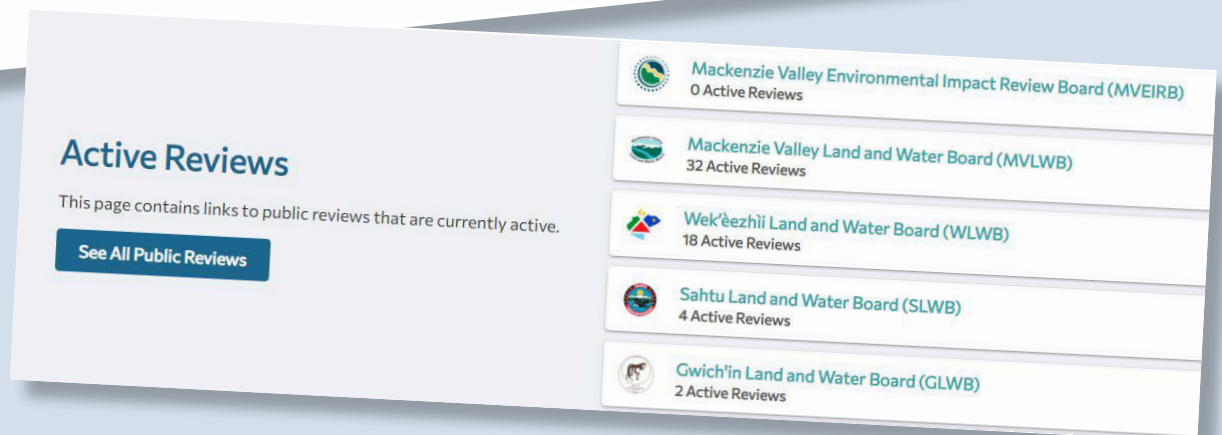 Active Reviews
This page contains links to public reviews that are currently active.
See All Public Reviews
Mackenzie Valley Environmental Impact Review Board (MVEIRB)
0 Active Reviews
Mackenzie Valley Land and Water Board (MVLWB)
32 Active Reviews
Wek'èezhìi Land and Water Board (WLWB)
18 Active Reviews
Sahtu Land and Water Board (SLWB)
4 Active Reviews
Gwich'in Land and Water Board (GLWB)
2 Active Reviews